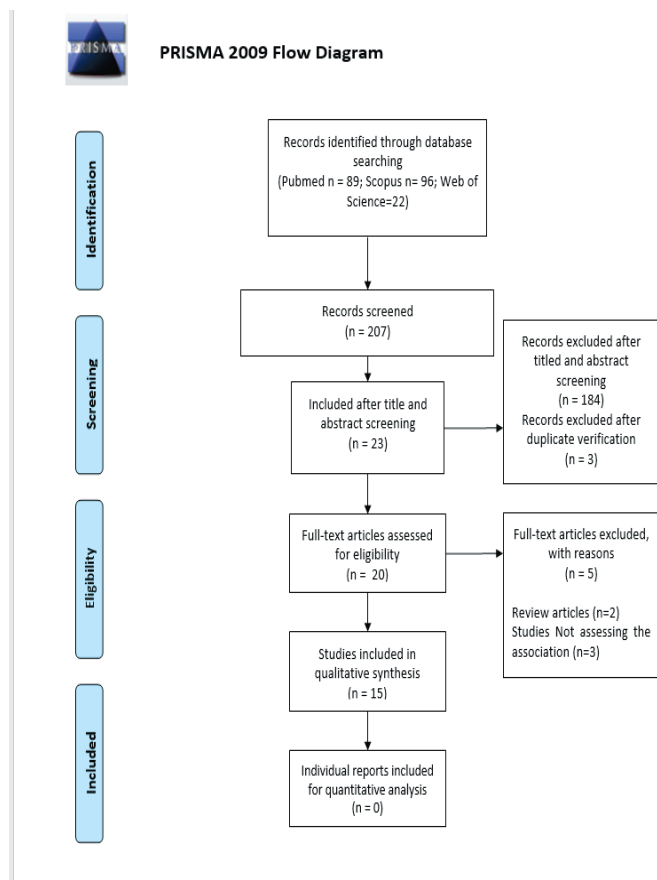 PRISMA
PRISMA 2009 Flow Diagram
Identification
Records identified through database
searching
(Pubmed n = 89; Scopus n= 96; Web of
Science=22)
Screening
Records screened
(n = 207)
Included after title and
abstract screening
(n = 23)
Records excluded after
titled and abstract
screening
(n = 184)
Records excluded after
duplicate verification
(n = 3)
Eligibility
Full-text articles assessed
for eligibility
(n = 20)
Full-text articles excluded,
with reasons
(n = 5)
Review articles (n=2)
Studies Not assessing the
association (n=3)
Studies included in
qualitative synthesis
(n = 15)
Included
Individual reports included
for quantitative analysis
(n = 0)